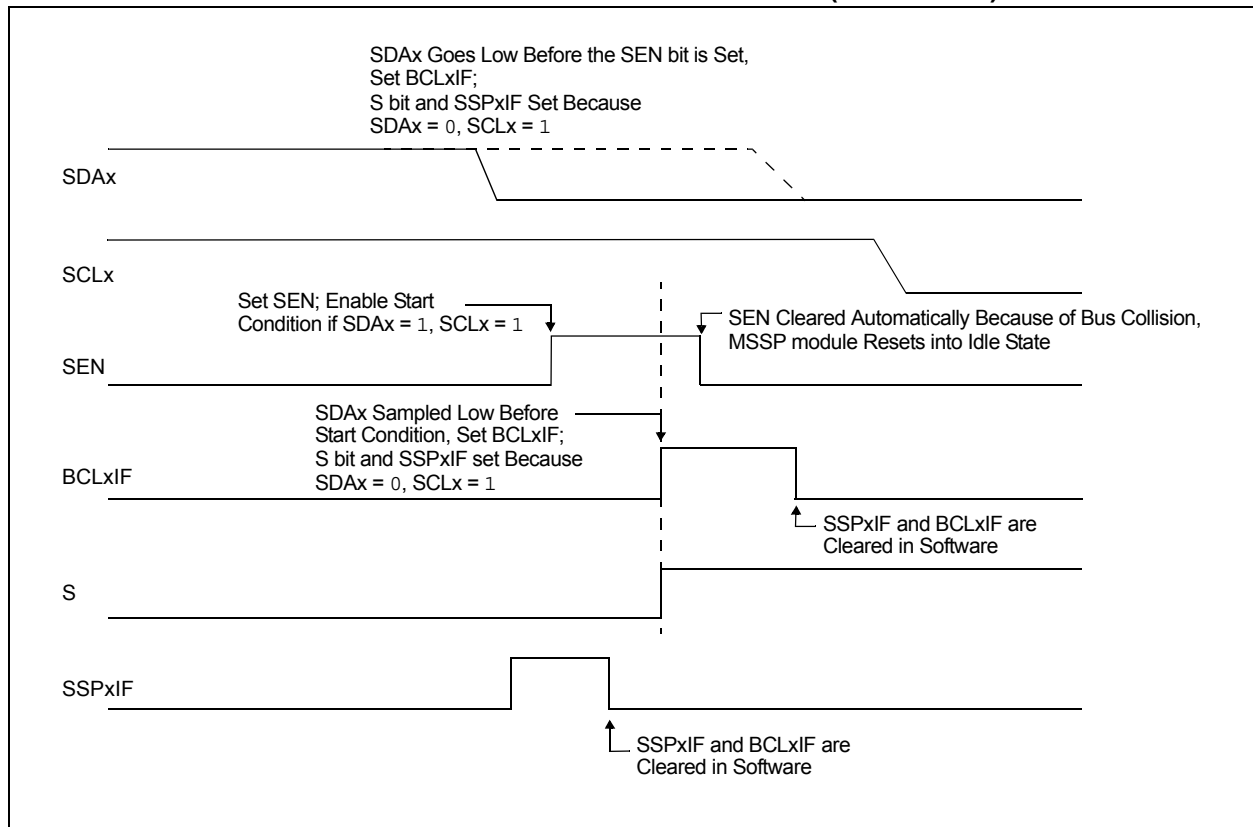 SDAx Goes Low Before the SEN bit is Set,
Set BCLxIF;
S bit and SSPxIF Set Because
SDAx = 0, SCLx = 1
SDAx
SCLx
Set SEN; Enable Start
Condition if SDAx = 1, SCLx = 1
SEN Cleared Automatically Because of Bus Collision,
MSSP module Resets into Idle State
SEN
SDAx Sampled Low Before
Start Condition, Set BCLxIF;
S bit and SSPxIF set Because
SDAx = 0, SCLx = 1
BCLxIF
SSPxIF and BCLxIF are
Cleared in Software
S
SSPxIF
SSPxIF and BCLxIF are
Cleared in Software